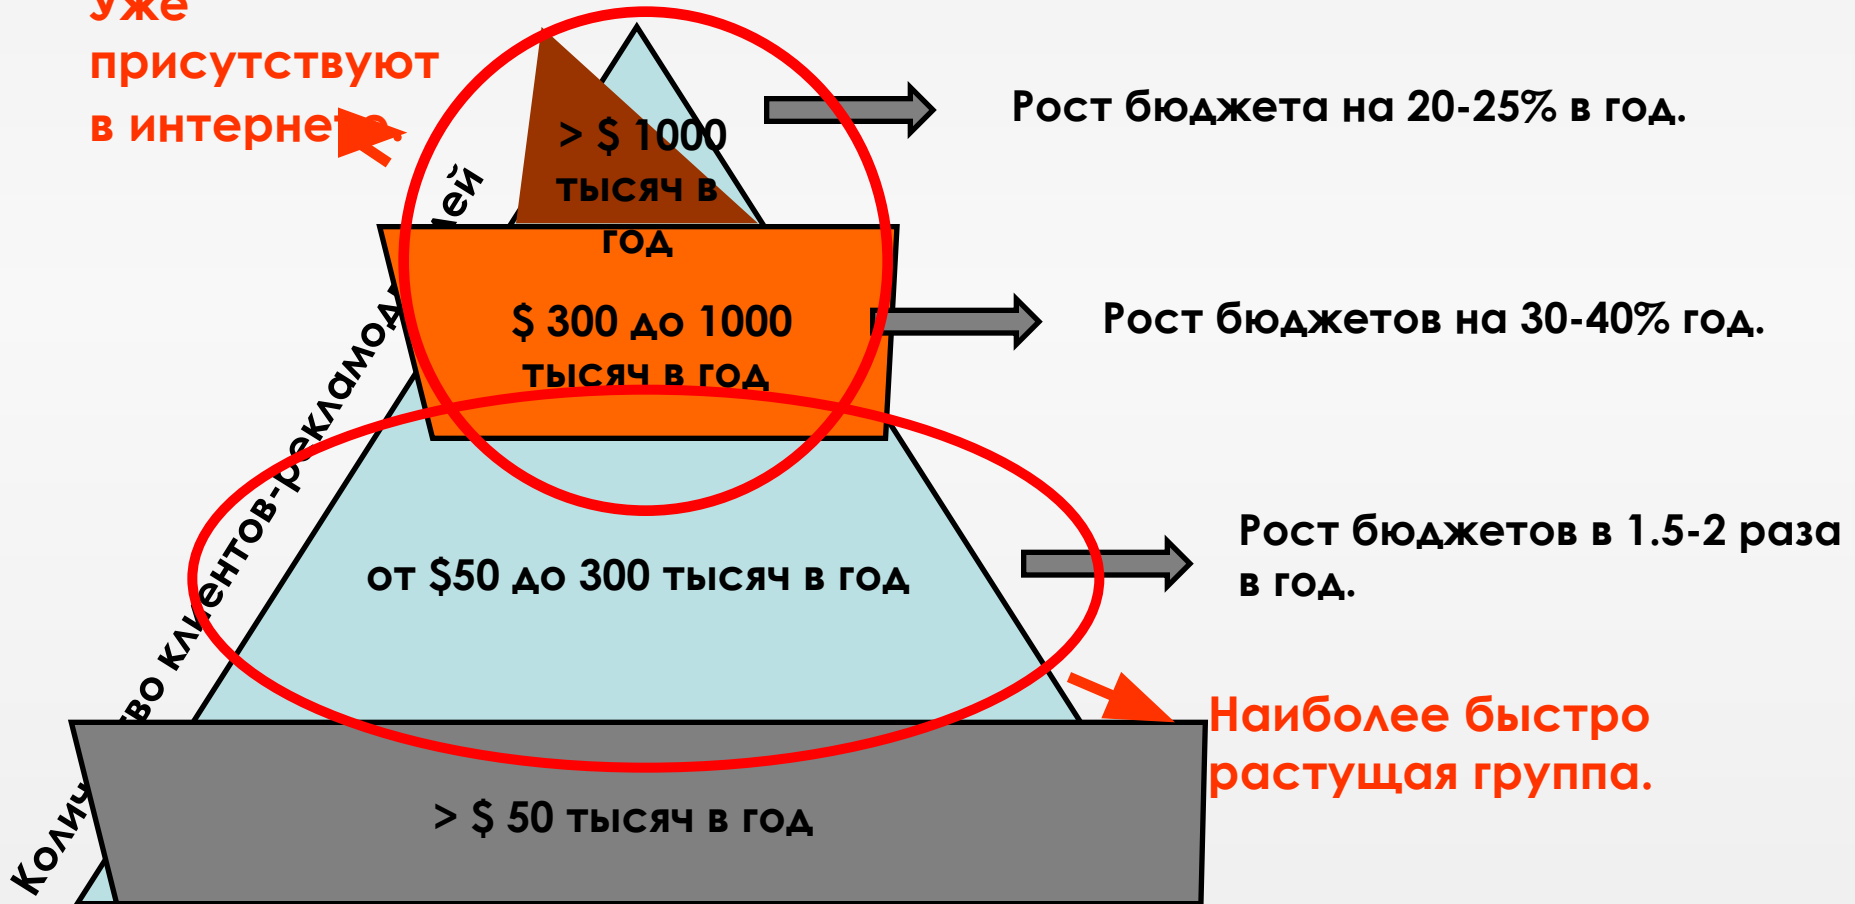 Уже
присутствуют
в интернете.
> $ 1000
тысяч в
год
Рост бюджета на 20-25% в год.
$ 300 до 1000
тысяч в год
Рост бюджетов на 30-40% год.
от $50 до 300 тысяч в год
Рост бюджетов в 1.5-2 раза
в год.
Наиболее быстро
растущая группа.
> $ 50 тысяч в год
клиентов-рекламод